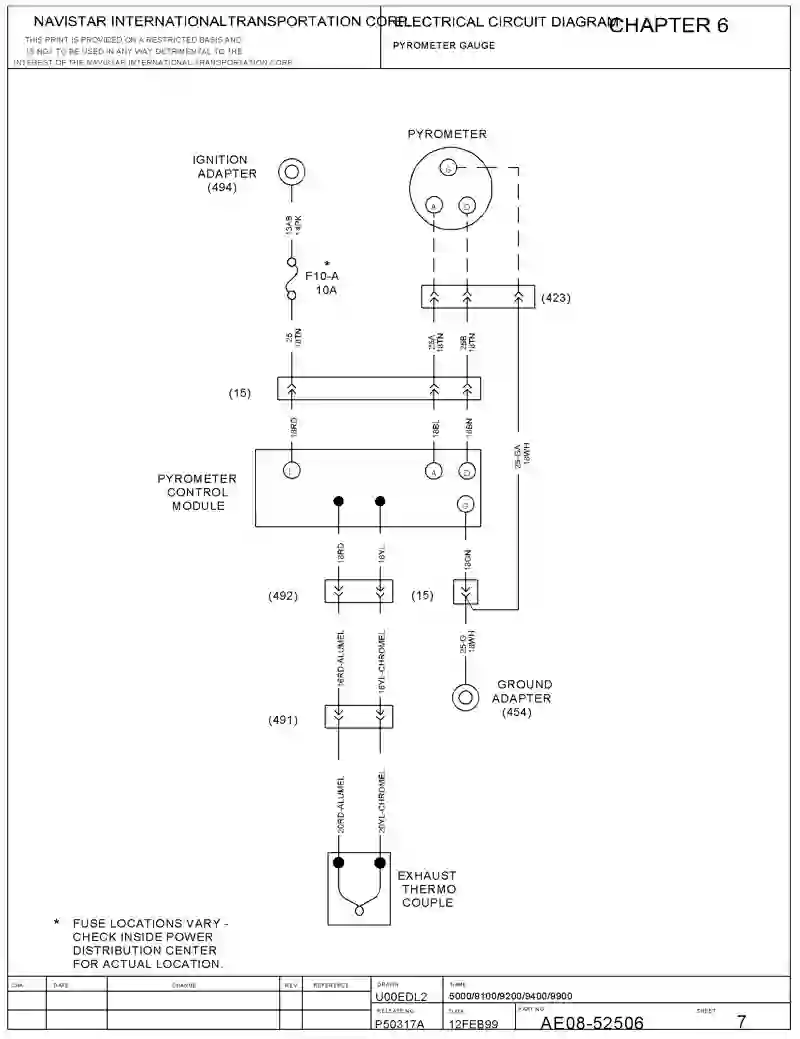 NAVISTAR INTERNATIONALTRANSPORTATION CORP.
ELECTRICAL CIRCUIT DIAGRAM
CHAPTER 6
THIS PRINT IS PROVIDED ON A RESTRICTED BASIS AND
IS NOT TO BE USED IN ANY WAY DETRIMENTAL TO THE
INTEREST OF THE NAVISTAR INTERNATIONAL TRANSPORTATION CORP.
PYROMETER GAUGE
PYROMETER
IGNITION
ADAPTER
(494)
G
A
D
13AB
14PK
*
F10-A
10A
(423)
25
18TN
25A
18TN
25B
18TN
(15)
18RD
18BL
18BN
25-GA
18WH
PYROMETER
CONTROL
MODULE
I
A
D
G
18RD
18YL
18GN
(492)
(15)
16RD-ALUMEL
16YL-CHROMEL
25-G
18WH
GROUND
ADAPTER
(454)
(491)
20RD-ALUMEL
20YL-CHROMEL
EXHAUST
THERMO
COUPLE
* FUSE LOCATIONS VARY -
CHECK INSIDE POWER
DISTRIBUTION CENTER
FOR ACTUAL LOCATION.
CHA
DATE
CHANGE
REV
REFERENCE
DRAWN
U00EDL2
NAME
5000/8100/9200/9400/9900
RELEASE NO.
P50317A
DATE
12FEB99
PART NO.
AE08-52506
SHEET
7